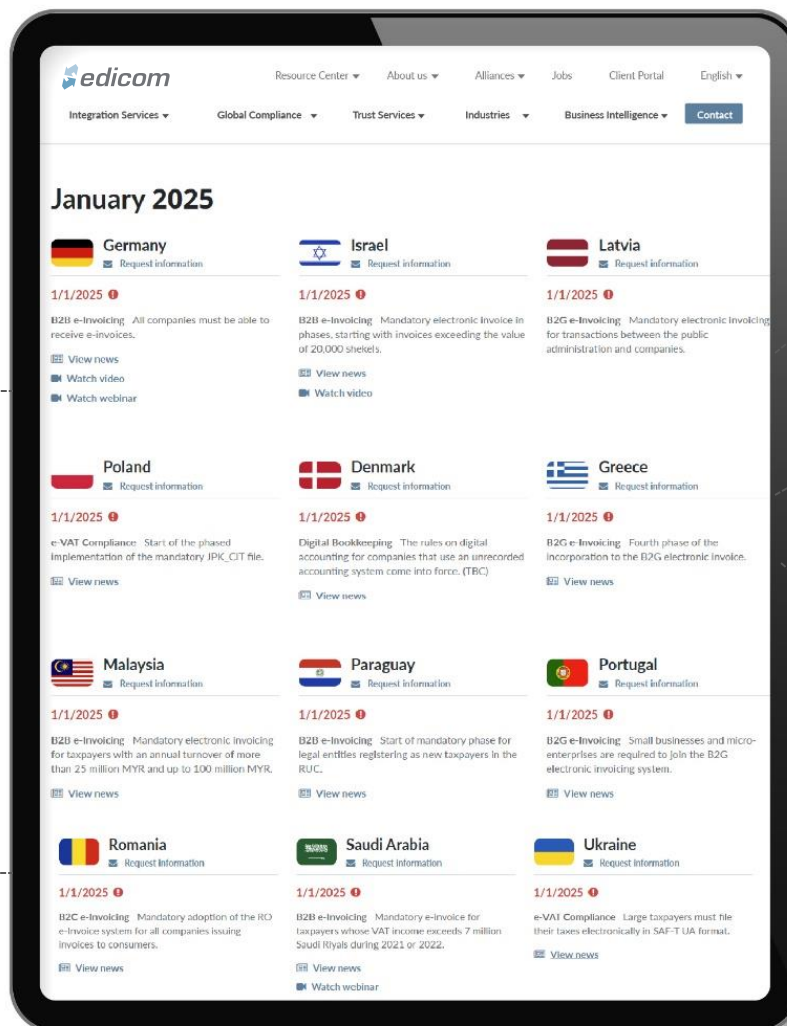 edicom
Resource Center About us Alliances Jobs Client Portal English
Integration Services Global Compliance Trust Services Industries Business Intelligence Contact
January 2025
Germany
Request information
1/1/2025
B2B e-Invoicing All companies must be able to
receive e-invoices.
View news
Watch video
Watch webinar
Israel
Request information
1/1/2025
B2B e-Invoicing Mandatory electronic invoice in
phases, starting with invoices exceeding the value
of 20,000 shekels.
View news
Watch video
Latvia
Request information
1/1/2025
B2G e-Invoicing Mandatory electronic invoicing
for transactions between the public
administration and companies.
Poland
Request information
1/1/2025
e-VAT Compliance Start of the phased
implementation of the mandatory JPK_CIT file.
View news
Denmark
Request information
1/1/2025
Digital Bookkeeping The rules on digital
accounting for companies that use an unrecorded
accounting system come into force. (TBC)
View news
Greece
Request information
1/1/2025
B2G e-Invoicing Fourth phase of the
incorporation to the B2G electronic invoice.
View news
Malaysia
Request information
1/1/2025
B2B e-Invoicing Mandatory electronic invoicing
for taxpayers with an annual turnover of more
than 25 million MYR and up to 100 million MYR.
View news
Paraguay
Request information
1/1/2025
B2B e-Invoicing Start of mandatory phase for
legal entities registering as new taxpayers in the
RUC.
View news
Portugal
Request information
1/1/2025
B2G e-Invoicing Small businesses and micro-
enterprises are required to join the B2G
electronic invoicing system.
View news
Romania
Request information
1/1/2025
B2C e-Invoicing Mandatory adoption of the RO
e-Invoice system for all companies issuing
invoices to consumers.
View news
Saudi Arabia
Request information
1/1/2025
B2B e-Invoicing Mandatory e-invoice for
taxpayers whose VAT income exceeds 7 million
Saudi Riyals during 2021 or 2022.
View news
Watch webinar
Ukraine
Request information
1/1/2025
e-VAT Compliance Large taxpayers must file
their taxes electronically in SAF-T UA format.
View news